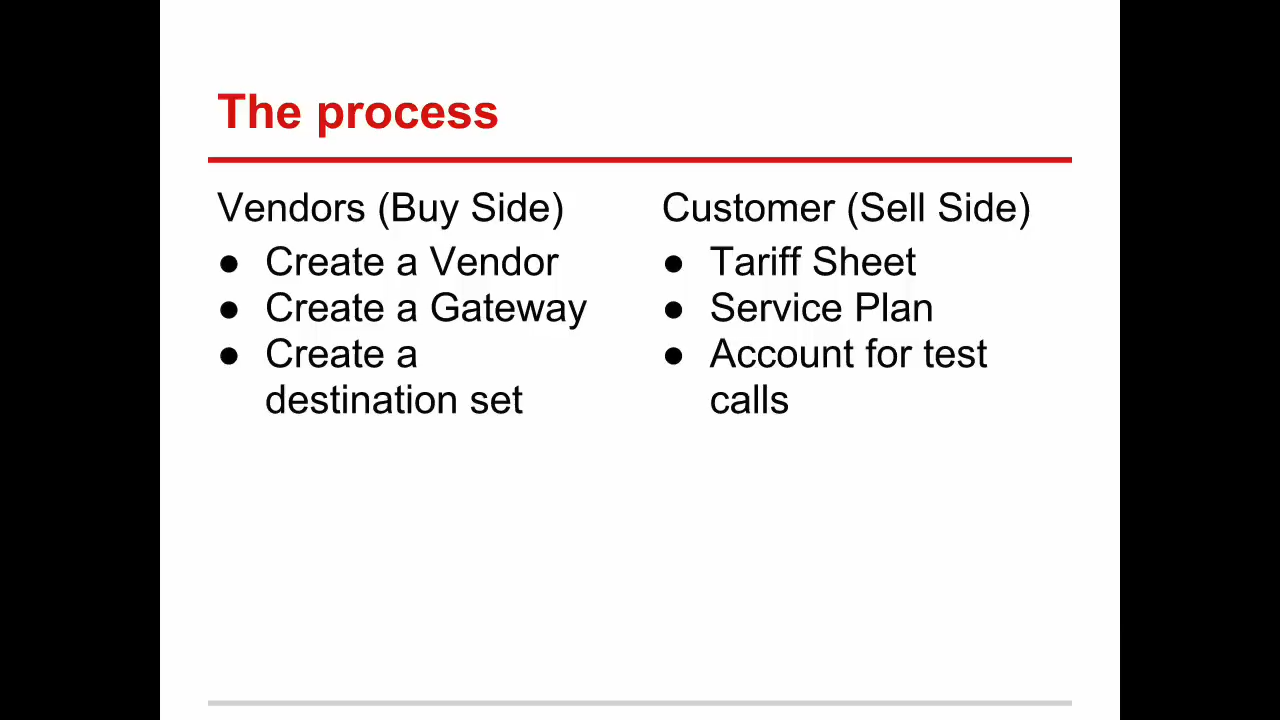 The process
Vendors (Buy Side)
● Create a Vendor
● Create a Gateway
● Create a
destination set
Customer (Sell Side)
● Tariff Sheet
● Service Plan
● Account for test
calls